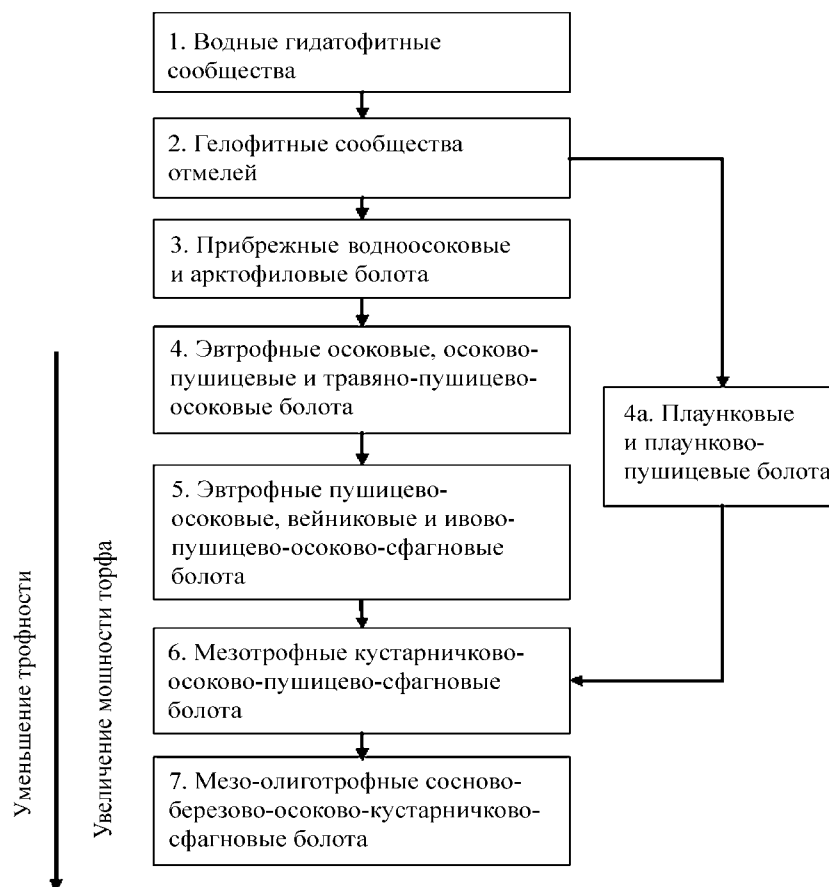 1. Водные гидатофитные
сообщества
2. Гелофитные сообщества
отмелей
3. Прибрежные водноосоковые
и арктофиловые болота
4. Эвтрофные осоковые, осоково-
пушицевые и травяно-пушицево-
осоковые болота
4а. Плаунковые
и плаунково-
пушицевые болота
5. Эвтрофные пушицево-
осоковые, вейниковые и ивово-
пушицево-осоково-сфагновые
болота
6. Мезотрофные кустарничково-
осоково-пушицево-сфагновые
болота
7. Мезо-олиготрофные сосново-
березово-осоково-кустарничково-
сфагновые болота
Уменьшение трофности
Увеличение мощности торфа